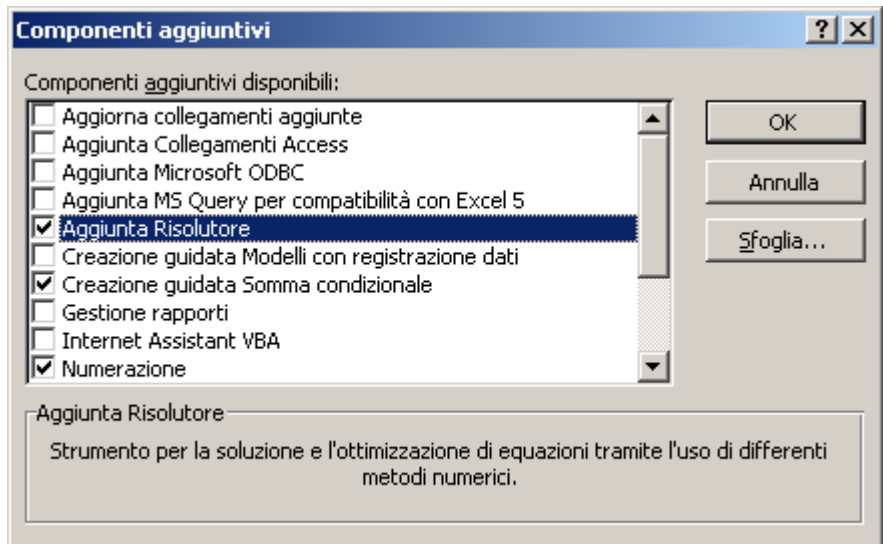 Componenti aggiuntivi
Componenti aggiuntivi disponibili:
Aggiorna collegamenti aggiunte
Aggiunta Collegamenti Access
Aggiunta Microsoft ODBC
Aggiunta MS Query per compatibilità con Excel 5
Aggiunta Risolutore
Creazione guidata Modelli con registrazione dati
Creazione guidata Somma condizionale
Gestione rapporti
Internet Assistant VBA
Numerazione
OK
Annulla
Sfoglia...
Aggiunta Risolutore
Strumento per la soluzione e l'ottimizzazione di equazioni tramite l'uso di differenti
metodi numerici.